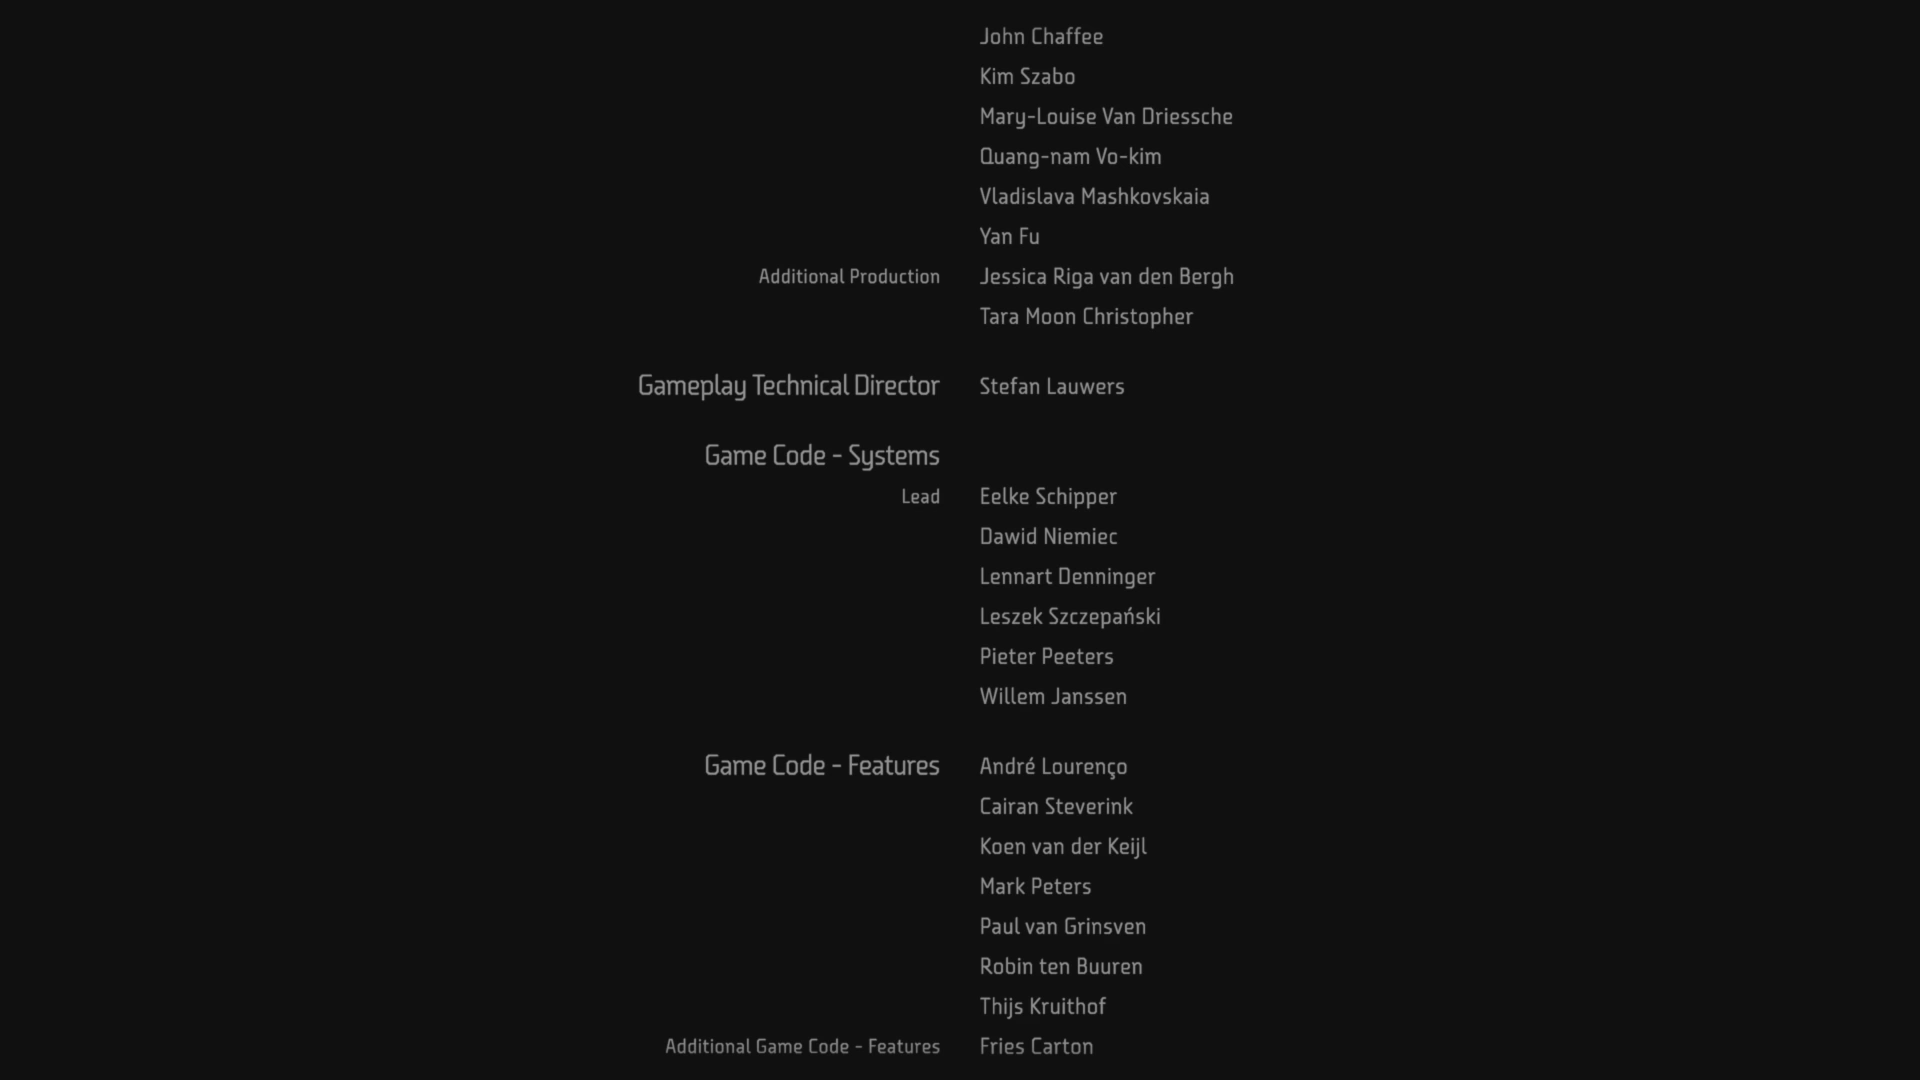 John Chaffee
Kim Szabo
Mary-Louise Van Driessche
Quang-nam Vo-kim
Vladislava Mashkovskaia
Yan Fu
Additional Production Jessica Riga van den Bergh
Tara Moon Christopher
Gameplay Technical Director Stefan Lauwers
Game Code - Systems
Lead Eelke Schipper
Dawid Niemiec
Lennart Denninger
Leszek Szczepański
Pieter Peeters
Willem Janssen
Game Code - Features André Lourenço
Cairan Steverink
Koen van der Keijl
Mark Peters
Paul van Grinsven
Robin ten Buuren
Thijs Kruithof
Additional Game Code - Features Fries Carton